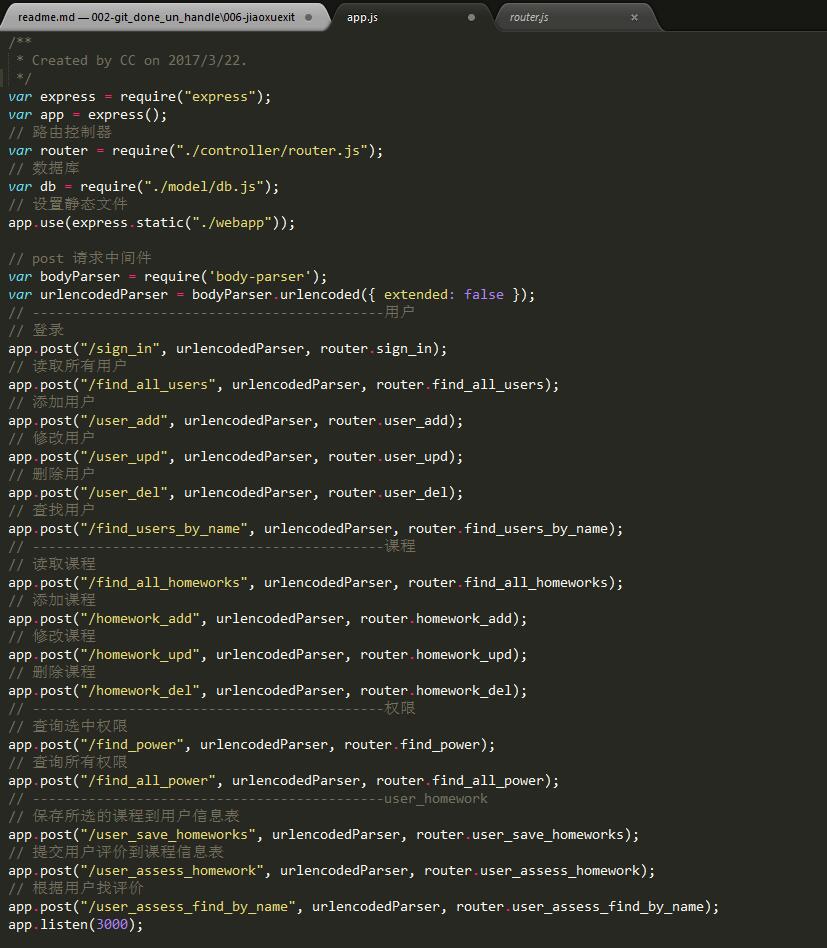 readme.md — 002-git_done_un_handle\006-jiaoxuexit
app.js
router.js
/**
 * Created by CC on 2017/3/22.
 */
var express = require("express");
var app = express();
// 路由控制器
var router = require("./controller/router.js");
// 数据库
var db = require("./model/db.js");
// 设置静态文件
app.use(express.static("./webapp"));
// post 请求中间件
var bodyParser = require('body-parser');
var urlencodedParser = bodyParser.urlencoded({ extended: false });
// --------------------------------------------用户
// 登录
app.post("/sign_in", urlencodedParser, router.sign_in);
// 读取所有用户
app.post("/find_all_users", urlencodedParser, router.find_all_users);
// 添加用户
app.post("/user_add", urlencodedParser, router.user_add);
// 修改用户
app.post("/user_upd", urlencodedParser, router.user_upd);
// 删除用户
app.post("/user_del", urlencodedParser, router.user_del);
// 查找用户
app.post("/find_users_by_name", urlencodedParser, router.find_users_by_name);
// --------------------------------------------课程
// 读取课程
app.post("/find_all_homeworks", urlencodedParser, router.find_all_homeworks);
// 添加课程
app.post("/homework_add", urlencodedParser, router.homework_add);
// 修改课程
app.post("/homework_upd", urlencodedParser, router.homework_upd);
// 删除课程
app.post("/homework_del", urlencodedParser, router.homework_del);
// --------------------------------------------权限
// 查询选中权限
app.post("/find_power", urlencodedParser, router.find_power);
// 查询所有权限
app.post("/find_all_power", urlencodedParser, router.find_all_power);
// --------------------------------------------user_homework
// 保存所选的课程到用户信息表
app.post("/user_save_homeworks", urlencodedParser, router.user_save_homeworks);
// 提交用户评价到课程信息表
app.post("/user_assess_homework", urlencodedParser, router.user_assess_homework);
// 根据用户找评价
app.post("/user_assess_find_by_name", urlencodedParser, router.user_assess_find_by_name);
app.listen(3000);